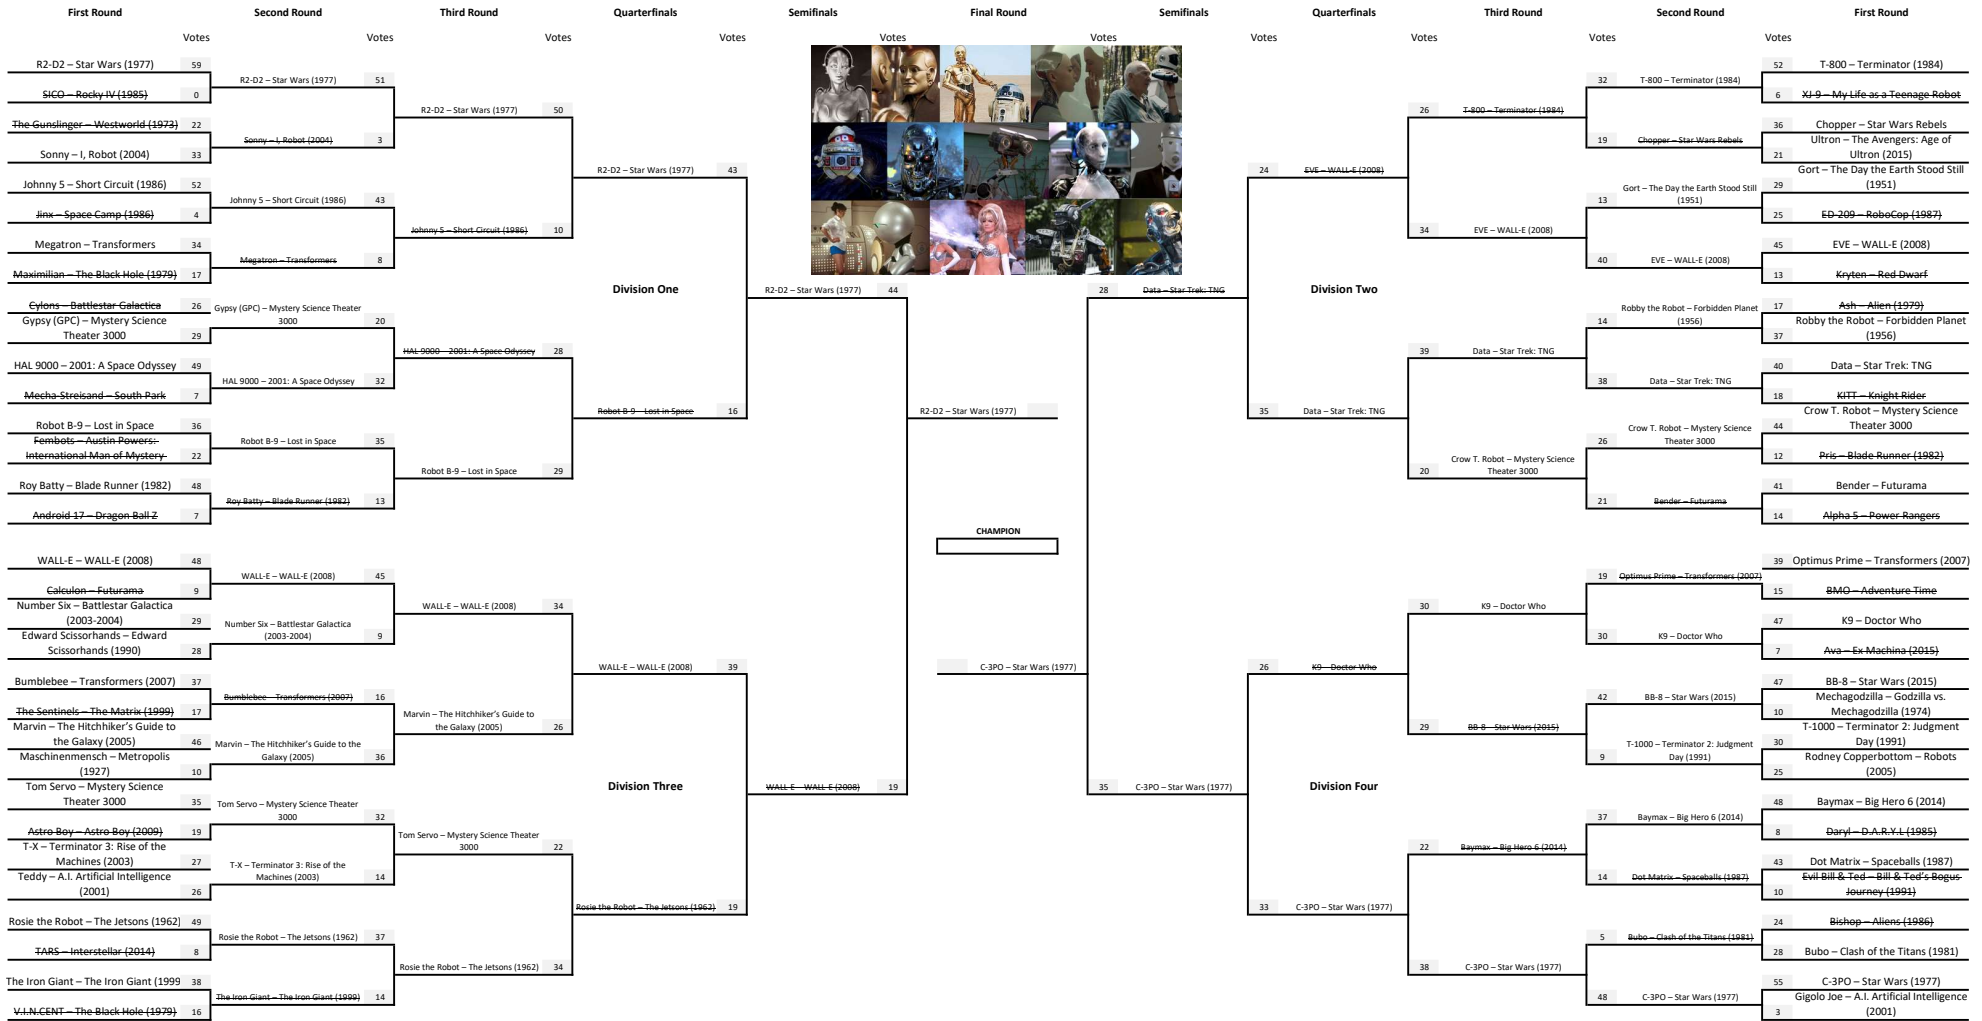 First Round
Second Round
Third Round
Quarterfinals
Semifinals
Final Round
Semifinals
Quarterfinals
Third Round
Second Round
First Round
Votes
Votes
Votes
Votes
Votes
Votes
Votes
Votes
Votes
Votes
R2-D2 – Star Wars (1977) 59
SICO – Rocky IV (1985) 0
The Gunslinger – Westworld (1973) 22
Sonny – I, Robot (2004) 33
Johnny 5 – Short Circuit (1986) 52
Jinx – Space Camp (1986) 4
Megatron – Transformers 34
Maximilian – The Black Hole (1979) 17
Cylons – Battlestar Galactica 26
Gypsy (GPC) – Mystery Science
Theater 3000 29
HAL 9000 – 2001: A Space Odyssey 49
Mecha-Streisand – South Park 7
Robot B-9 – Lost in Space 36
Fembots – Austin Powers:
International Man of Mystery 22
Roy Batty – Blade Runner (1982) 48
Android 17 – Dragon Ball Z 7
R2-D2 – Star Wars (1977) 51
Sonny – I, Robot (2004) 3
Johnny 5 – Short Circuit (1986) 43
Megatron – Transformers 8
Gypsy (GPC) – Mystery Science Theater
3000 20
HAL 9000 – 2001: A Space Odyssey 32
Robot B-9 – Lost in Space 35
Roy Batty – Blade Runner (1982) 13
R2-D2 – Star Wars (1977) 50
Johnny 5 – Short Circuit (1986) 10
HAL 9000 – 2001: A Space Odyssey 28
Robot B-9 – Lost in Space 29
R2-D2 – Star Wars (1977) 43
Division One
Robot B-9 – Lost in Space 16
R2-D2 – Star Wars (1977) 44
WALL-E – WALL-E (2008) 48
Calculon – Futurama 9
Number Six – Battlestar Galactica
(2003-2004) 29
Edward Scissorhands – Edward
Scissorhands (1990) 28
Bumblebee – Transformers (2007) 37
The Sentinels – The Matrix (1999) 17
Marvin – The Hitchhiker's Guide to
the Galaxy (2005) 46
Maschinenmensch – Metropolis
(1927) 10
Tom Servo – Mystery Science
Theater 3000 35
Astro Boy – Astro Boy (2009) 19
T-X – Terminator 3: Rise of the
Machines (2003) 27
Teddy – A.I. Artificial Intelligence
(2001) 26
Rosie the Robot – The Jetsons (1962) 49
TARS – Interstellar (2014) 8
The Iron Giant – The Iron Giant (1999 38
V.I.N.CENT – The Black Hole (1979) 16
WALL-E – WALL-E (2008) 45
Number Six – Battlestar Galactica
(2003-2004) 9
Bumblebee – Transformers (2007) 16
Marvin – The Hitchhiker's Guide to the
Galaxy (2005) 36
Tom Servo – Mystery Science Theater
3000 32
T-X – Terminator 3: Rise of the
Machines (2003) 14
Rosie the Robot – The Jetsons (1962) 37
The Iron Giant – The Iron Giant (1999) 14
WALL-E – WALL-E (2008) 34
Marvin – The Hitchhiker's Guide to
the Galaxy (2005) 26
Tom Servo – Mystery Science Theater
3000 22
Rosie the Robot – The Jetsons (1962) 34
WALL-E – WALL-E (2008) 39
Division Three
Rosie the Robot – The Jetsons (1962) 19
WALL-E – WALL-E (2008) 19
R2-D2 – Star Wars (1977)
CHAMPION
C-3PO – Star Wars (1977)
28 Data – Star Trek: TNG
24 EVE – WALL-E (2008)
Division Two
35 Data – Star Trek: TNG
26 T-800 – Terminator (1984)
34 EVE – WALL-E (2008)
39 Data – Star Trek: TNG
20 Crow T. Robot – Mystery Science
Theater 3000
32 T-800 – Terminator (1984)
19 Chopper – Star Wars Rebels
13 Gort – The Day the Earth Stood Still
(1951)
40 EVE – WALL-E (2008)
14 Robby the Robot – Forbidden Planet
(1956)
38 Data – Star Trek: TNG
26 Crow T. Robot – Mystery Science
Theater 3000
21 Bender – Futurama
52 T-800 – Terminator (1984)
6 XJ-9 – My Life as a Teenage Robot
36 Chopper – Star Wars Rebels
Ultron – The Avengers: Age of
21 Ultron (2015)
Gort – The Day the Earth Stood Still
29 (1951)
25 ED-209 – RoboCop (1987)
45 EVE – WALL-E (2008)
13 Kryten – Red Dwarf
17 Ash – Alien (1979)
Robby the Robot – Forbidden Planet
37 (1956)
40 Data – Star Trek: TNG
18 KITT – Knight Rider
Crow T. Robot – Mystery Science
44 Theater 3000
12 Pris – Blade Runner (1982)
41 Bender – Futurama
14 Alpha 5 – Power Rangers
35 C-3PO – Star Wars (1977)
26 K9 – Doctor Who
Division Four
33 C-3PO – Star Wars (1977)
30 K9 – Doctor Who
29 BB-8 – Star Wars (2015)
22 Baymax – Big Hero 6 (2014)
38 C-3PO – Star Wars (1977)
19 Optimus Prime – Transformers (2007)
30 K9 – Doctor Who
42 BB-8 – Star Wars (2015)
T-1000 – Terminator 2: Judgment
9 Day (1991)
37 Baymax – Big Hero 6 (2014)
14 Dot Matrix – Spaceballs (1987)
5 Bubo – Clash of the Titans (1981)
48 C-3PO – Star Wars (1977)
39 Optimus Prime – Transformers (2007)
15 BMO – Adventure Time
47 K9 – Doctor Who
7 Ava – Ex Machina (2015)
47 BB-8 – Star Wars (2015)
Mechagodzilla – Godzilla vs.
10 Mechagodzilla (1974)
T-1000 – Terminator 2: Judgment
30 Day (1991)
Rodney Copperbottom – Robots
25 (2005)
48 Baymax – Big Hero 6 (2014)
8 Daryl – D.A.R.Y.L (1985)
43 Dot Matrix – Spaceballs (1987)
Evil Bill & Ted – Bill & Ted's Bogus
10 Journey (1991)
24 Bishop – Aliens (1986)
28 Bubo – Clash of the Titans (1981)
55 C-3PO – Star Wars (1977)
Gigolo Joe – A.I. Artificial Intelligence
3 (2001)